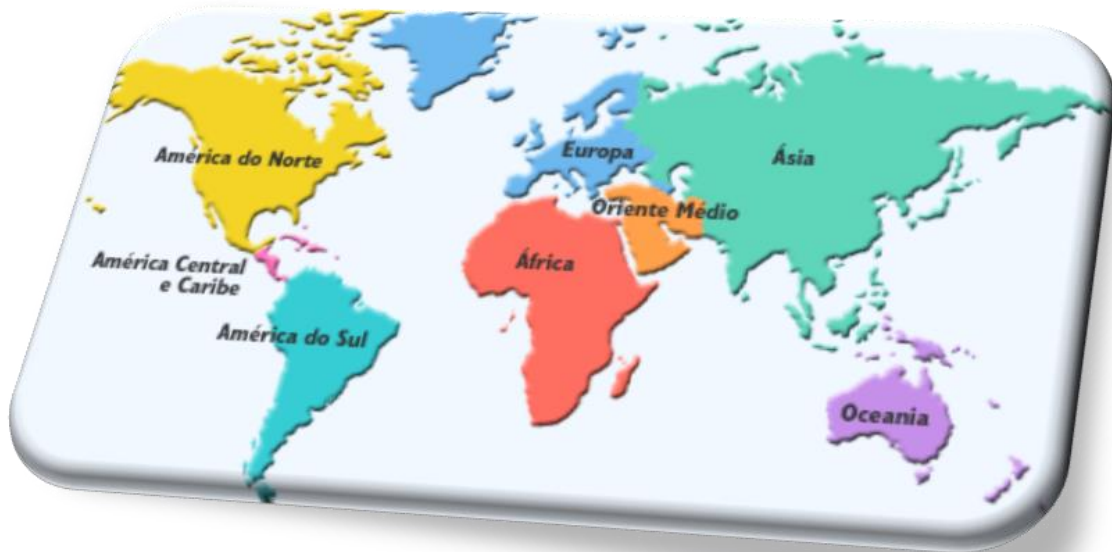 América do Norte
Europa
Ásia
Oriente Médio
América Central
e Caribe
África
América do Sul
Oceania